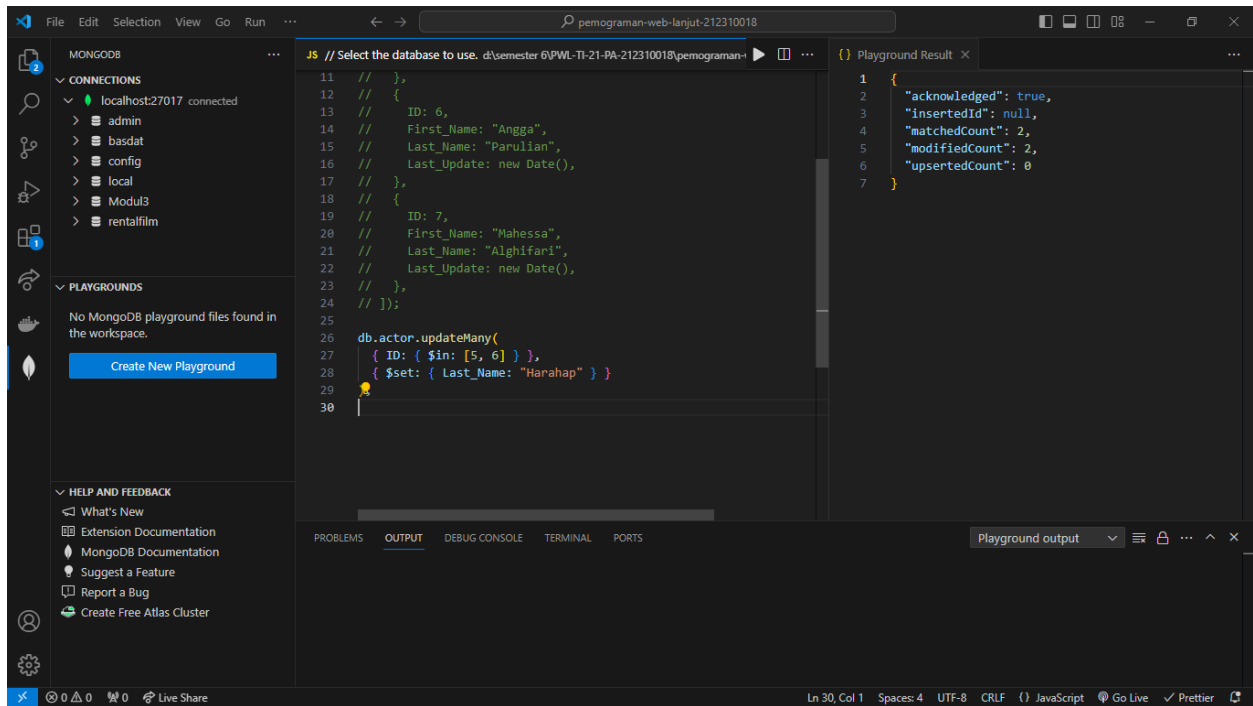 File Edit Selection View Go Run ···
pemograman-web-lanjut-212310018
MONGODB
CONNECTIONS
localhost:27017 connected
admin
basdat
config
local
Modul3
rentalfilm
PLAYGROUNDS
No MongoDB playground files found in
the workspace.
Create New Playground
HELP AND FEEDBACK
What's New
Extension Documentation
MongoDB Documentation
Suggest a Feature
Report a Bug
Create Free Atlas Cluster
2
1
JS // Select the database to use. d:\semester 6\PWL-TI-21-PA-212310018\pemograman-
11 // },
12 // {
13 // ID: 6,
14 // First_Name: "Angga",
15 // Last_Name: "Parulian",
16 // Last_Update: new Date(),
17 // },
18 // {
19 // ID: 7,
20 // First_Name: "Mahessa",
21 // Last_Name: "Alghifari",
22 // Last_Update: new Date(),
23 // },
24 // ]);
25
26 db.actor.updateMany(
27 { ID: { $in: [5, 6] } },
28 { $set: { Last_Name: "Harahap" } }
29
30
{} Playground Result
1 {
2 "acknowledged": true,
3 "insertedId": null,
4 "matchedCount": 2,
5 "modifiedCount": 2,
6 "upsertedCount": 0
7 }
PROBLEMS OUTPUT DEBUG CONSOLE TERMINAL PORTS
Playground output
0 0 0 Live Share
Ln 30, Col 1 Spaces: 4 UTF-8 CRLF {} JavaScript Go Live Prettier